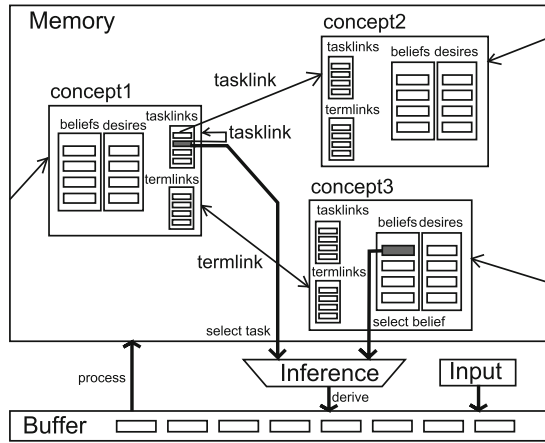 Memory
concept2
tasklinks
beliefs desires
termlinks
tasklink
concept1
tasklinks
beliefs desires
tasklink
termlinks
concept3
tasklinks
beliefs desires
termlinks
termlink
select task
select belief
process
Inference
Input
derive
Buffer